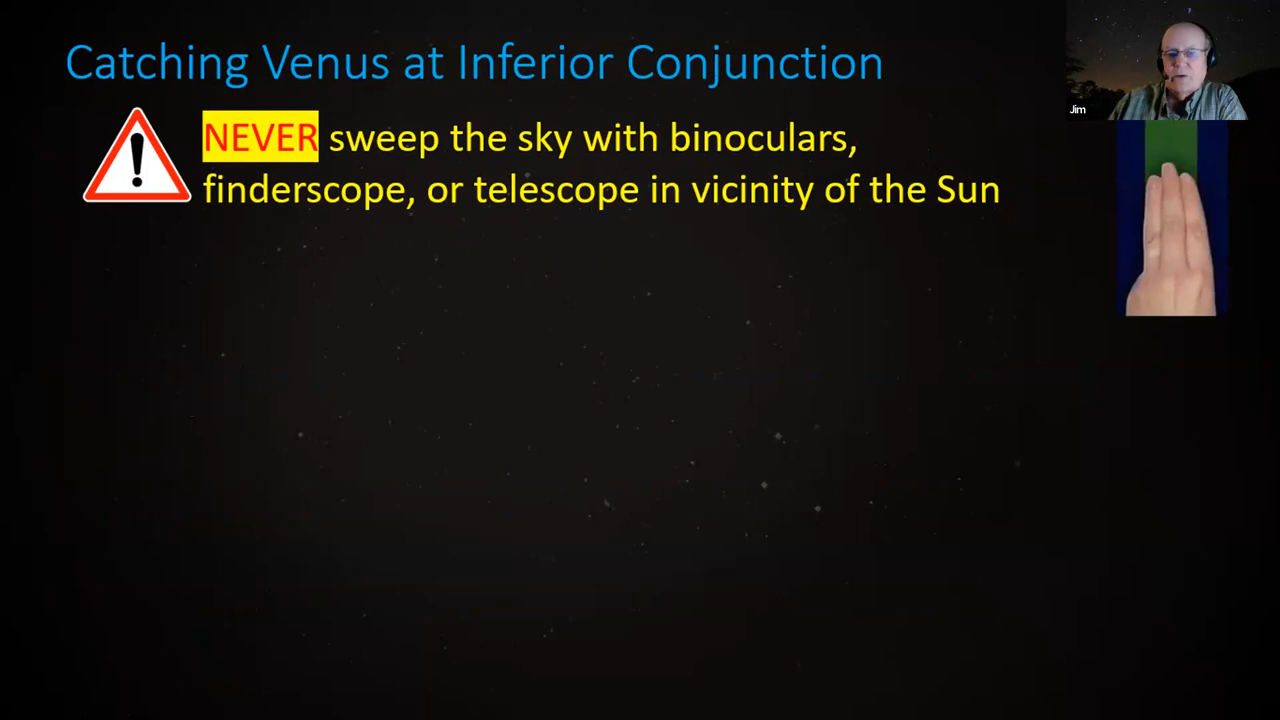 Catching Venus at Inferior Conjunction
NEVER sweep the sky with binoculars,
finderscope, or telescope in vicinity of the Sun
Jim